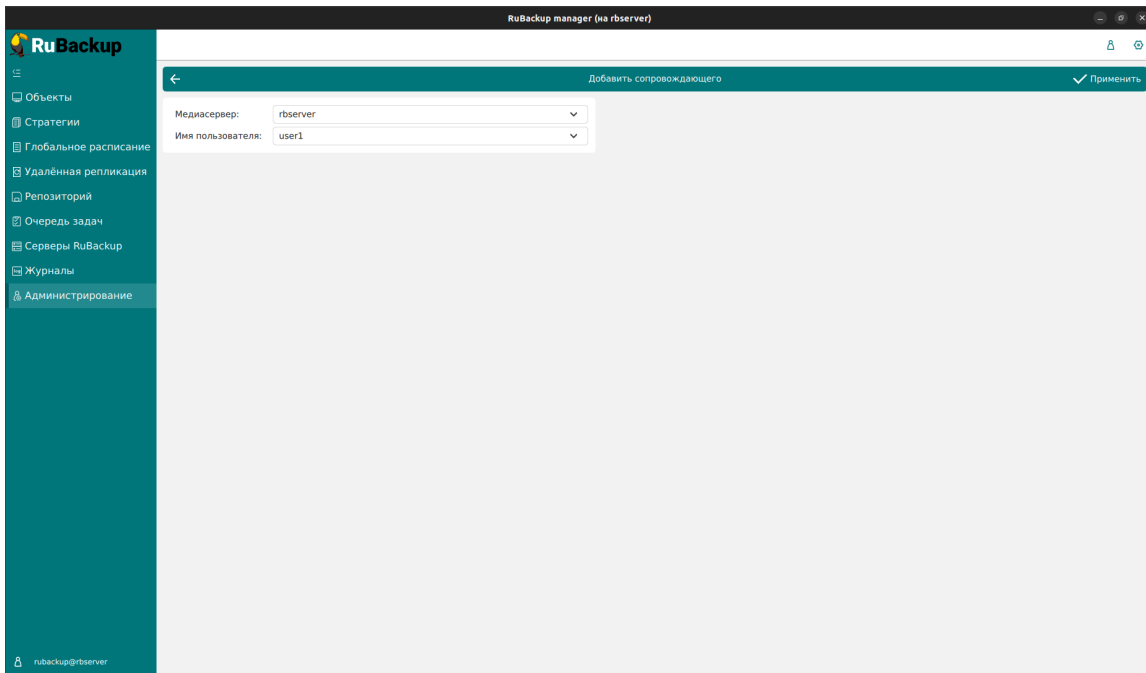 RuBackup manager (на rbserver)
RuBackup
Добавить сопровождающего
Применить
Объекты
Стратегии
Глобальное расписание
Удалённая репликация
Репозиторий
Очередь задач
Серверы RuBackup
Журналы
Администрирование
Медиасервер: rbserver
Имя пользователя: user1
rubackup@rbserver